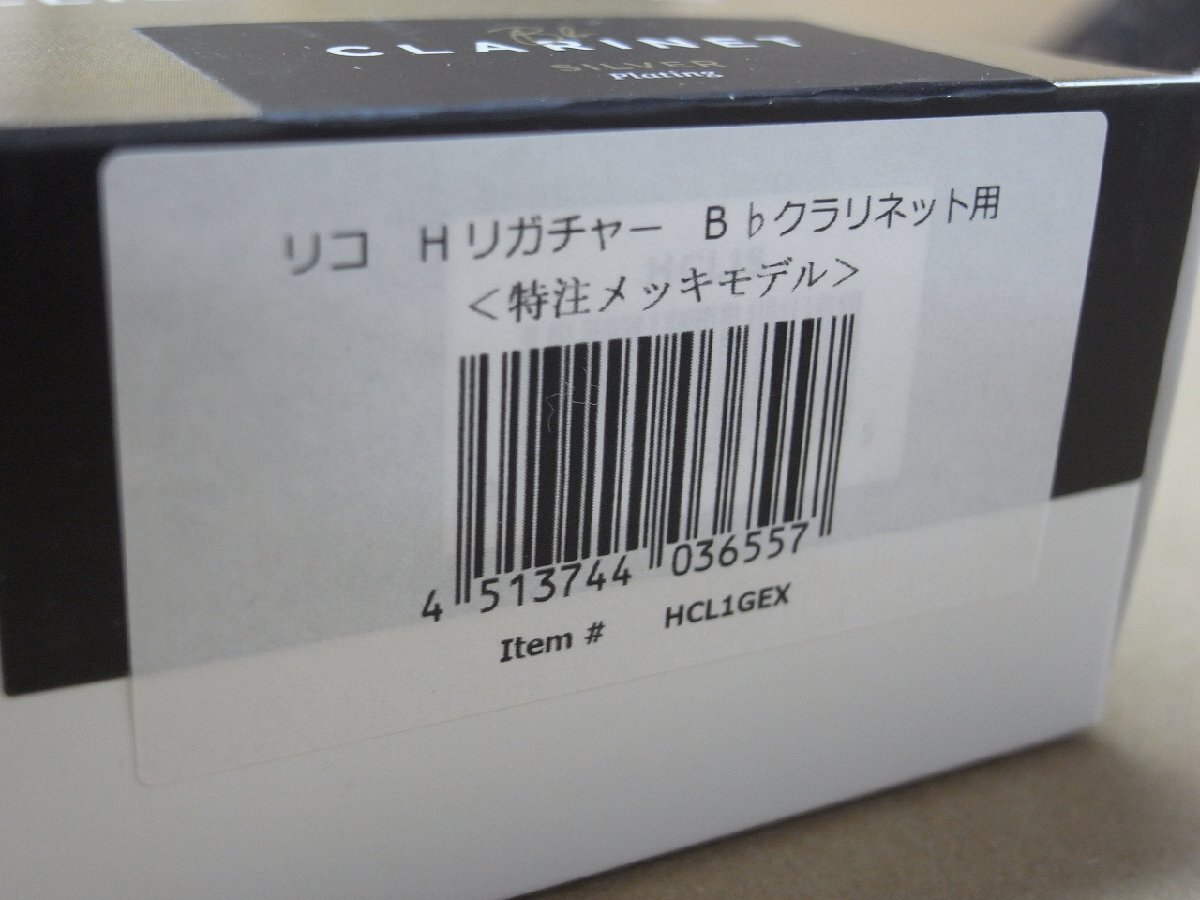 B♭
CLARINET
SILVER
Plating
リコ Hリガチャー B♭クラリネット用
<特注メッキモデル>
4 513744 036557
Item # HCL1GEX